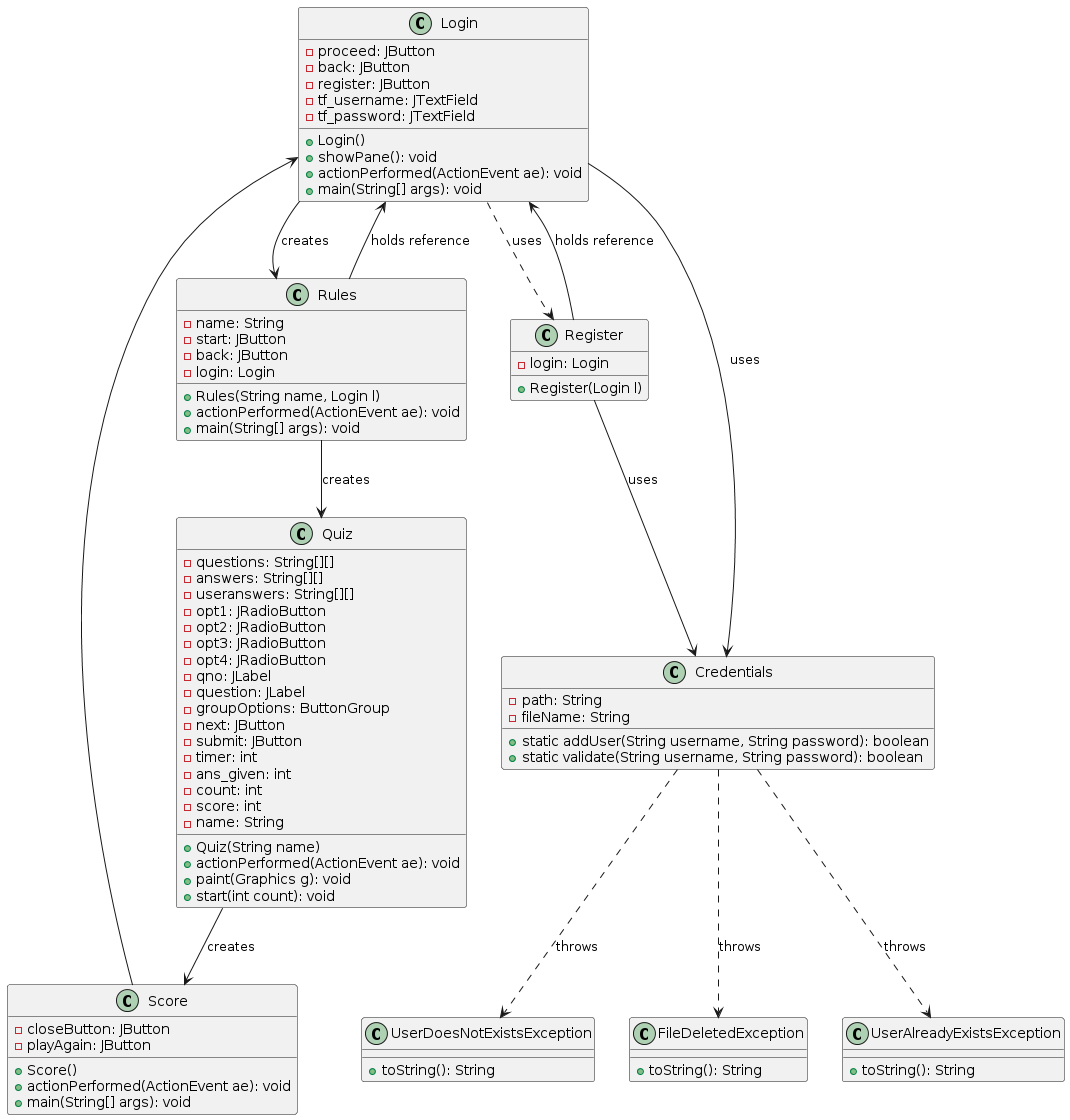 C Login
proceed: JButton
back: JButton
register: JButton
tf_username: JTextField
tf_password: JTextField
Login()
showPane(): void
actionPerformed(ActionEvent ae): void
main(String[] args): void
creates
holds reference
uses
holds reference
C Rules
name: String
start: JButton
back: JButton
login: Login
Rules(String name, Login l)
actionPerformed(ActionEvent ae): void
main(String[] args): void
C Register
login: Login
Register(Login l)
uses
creates
uses
C Quiz
questions: String[][]
answers: String[][]
useranswers: String[][]
opt1: JRadioButton
opt2: JRadioButton
opt3: JRadioButton
opt4: JRadioButton
qno: JLabel
question: JLabel
groupOptions: ButtonGroup
next: JButton
submit: JButton
timer: int
ans_given: int
count: int
score: int
name: String
Quiz(String name)
actionPerformed(ActionEvent ae): void
paint(Graphics g): void
start(int count): void
C Credentials
path: String
fileName: String
static addUser(String username, String password): boolean
static validate(String username, String password): boolean
creates
throws
throws
throws
C Score
closeButton: JButton
playAgain: JButton
Score()
actionPerformed(ActionEvent ae): void
main(String[] args): void
C UserDoesNotExistsException
toString(): String
C FileDeletedException
toString(): String
C UserAlreadyExistsException
toString(): String